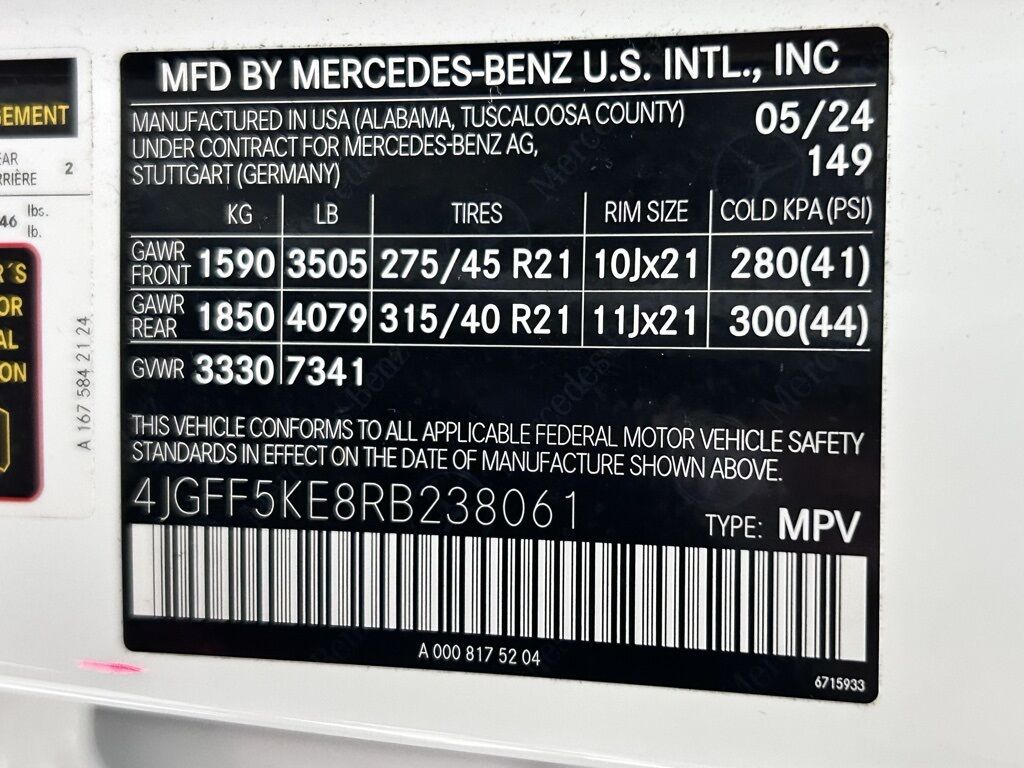 MFD BY MERCEDES-BENZ U.S. INTL., INC
MANUFACTURED IN USA (ALABAMA, TUSCALOOSA COUNTY) 05/24
UNDER CONTRACT FOR MERCEDES-BENZ AG, 149
STUTTGART (GERMANY)
KG LB TIRES RIM SIZE COLD KPA (PSI)
GAWR FRONT 1590 3505 275/45 R21 10Jx21 280(41)
GAWR REAR 1850 4079 315/40 R21 11Jx21 300(44)
GVWR 3330 7341
THIS VEHICLE CONFORMS TO ALL APPLICABLE FEDERAL MOTOR VEHICLE SAFETY
STANDARDS IN EFFECT ON THE DATE OF MANUFACTURE SHOWN ABOVE.
4JGFF5KE8RB238061
TYPE: MPV
A 000 817 52 04
6715933
A 167 584 21 24
2
46 lbs.
lb.